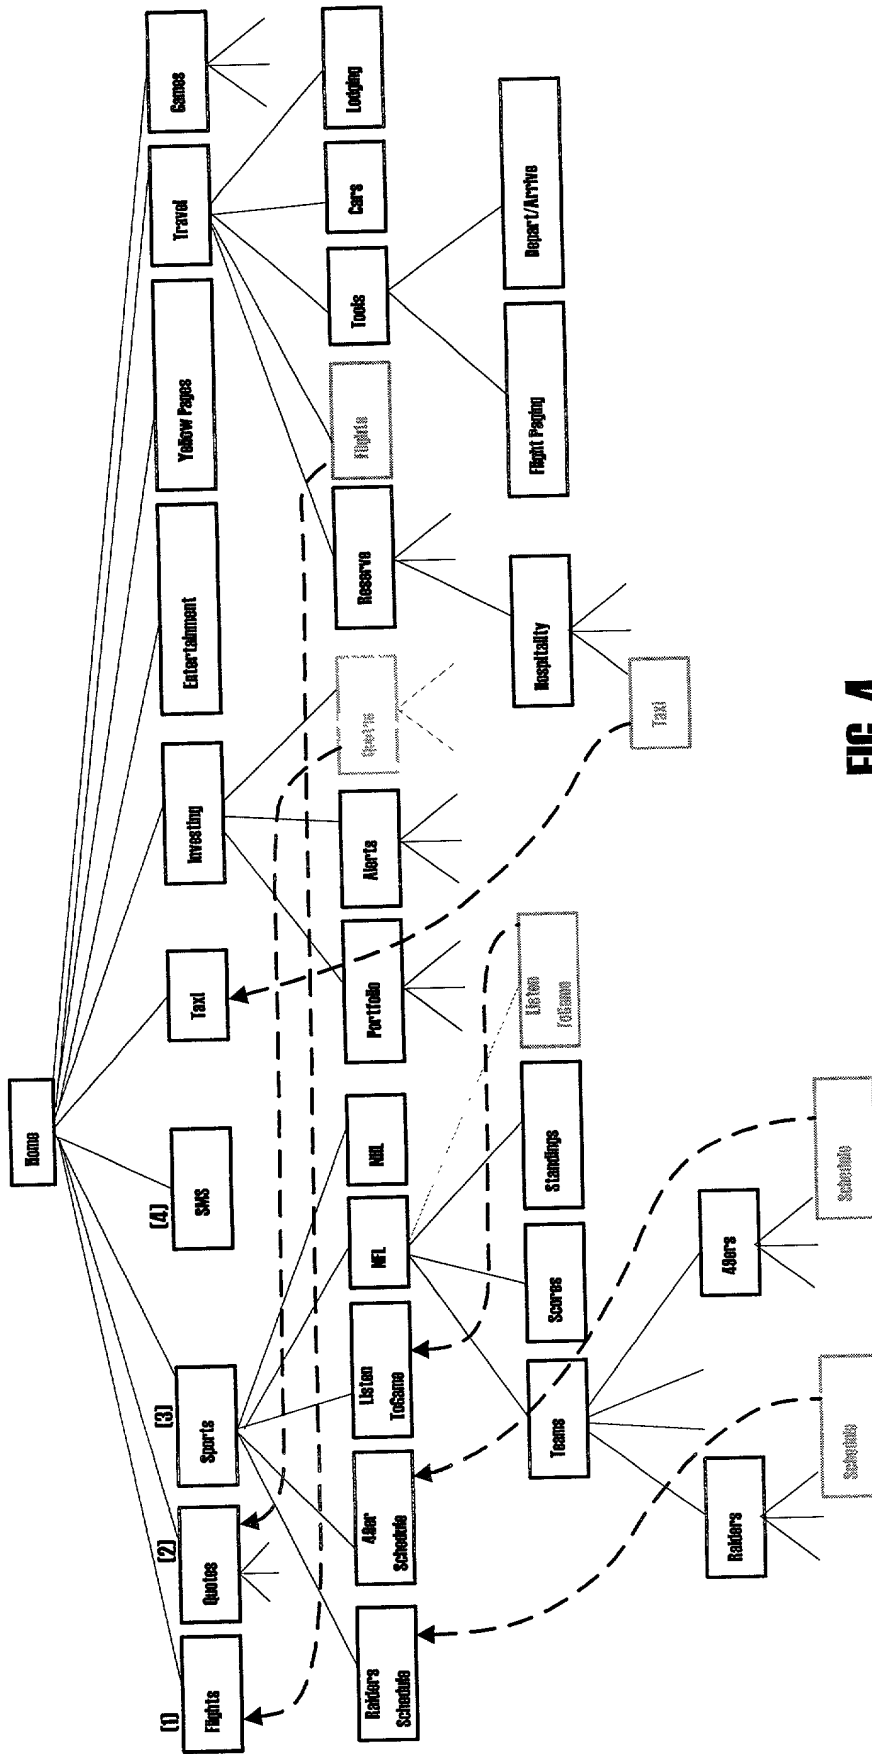 Home
(1)
(2)
(3)
(4)
Flights
Quotes
Sports
SMS
Taxi
Investing
Entertainment
Yellow Pages
Travel
Games
Raiders
Schedule
49er
Schedule
Listen
ToGame
NFL
Portfolio
Alerts
Reserve
Flights
Tools
Cars
Lodging
Teams
Scores
Standings
Listen
ToGame
Hospitality
Flight Paging
Depart/Arrive
Raiders
49ers
Taxi
Schedule
Schedule
FIG. 4